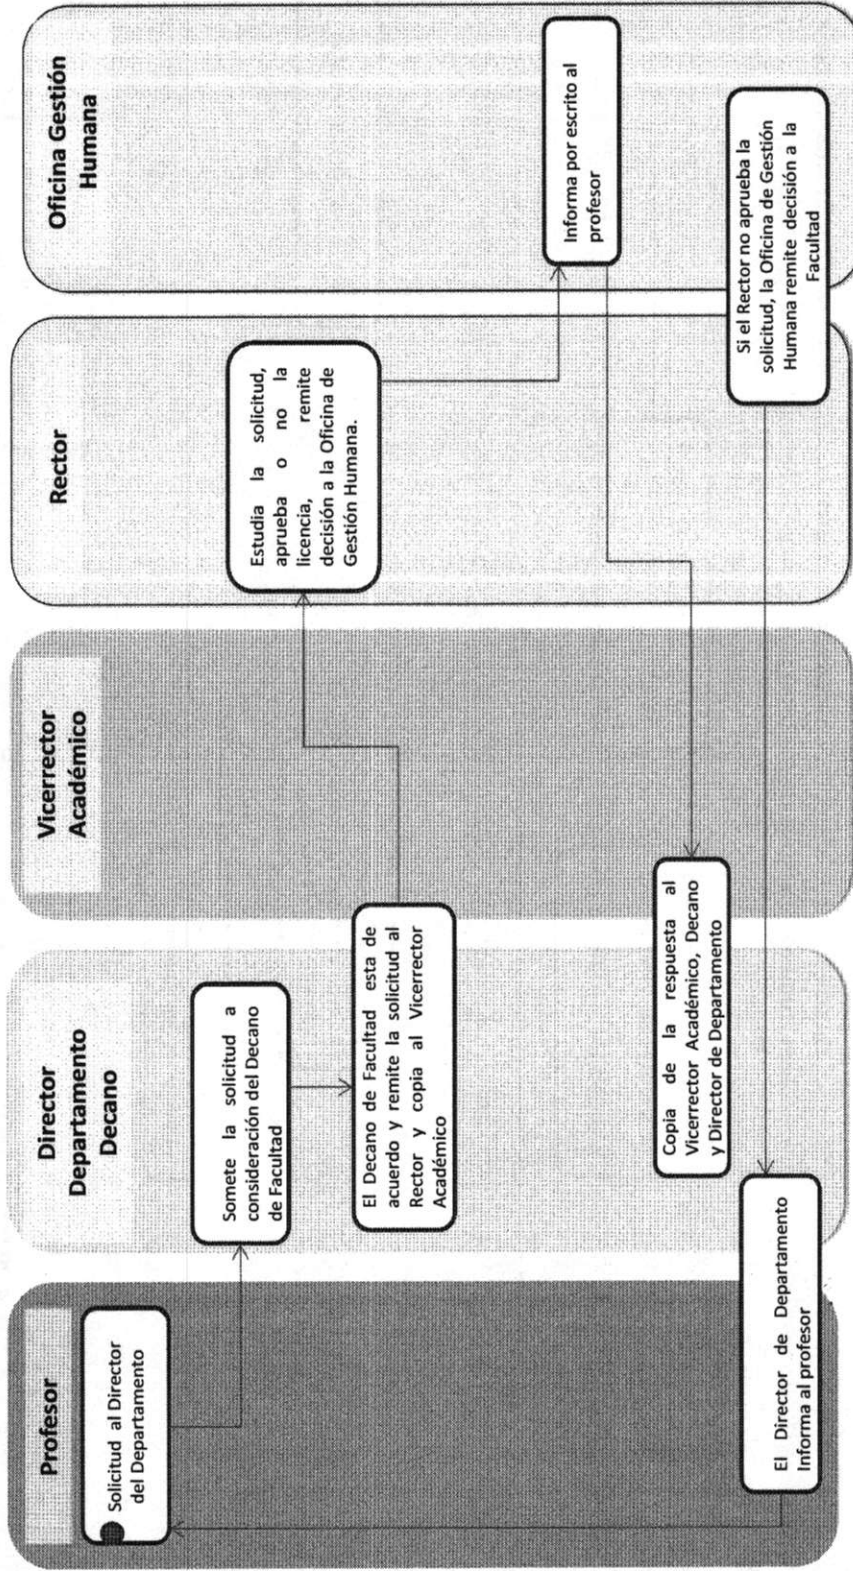 Profesor
Solicitud al Director
del Departamento
Director
Departamento
Decano
Somete la solicitud a
consideración del Decano
de Facultad
El Decano de Facultad esta de
acuerdo y remite la solicitud al
Rector y copia al Vicerrector
Académico
Vicerrector
Académico
Rector
Estudia la solicitud,
aprueba o no la
licencia, remite
decisión a la Oficina de
Gestión Humana.
Oficina Gestión
Humana
Informa por escrito al
profesor
Copia de la respuesta al
Vicerrector Académico, Decano
y Director de Departamento
Si el Rector no aprueba la
solicitud, la Oficina de Gestión
Humana remite decisión a la
Facultad
El Director de Departamento
Informa al profesor